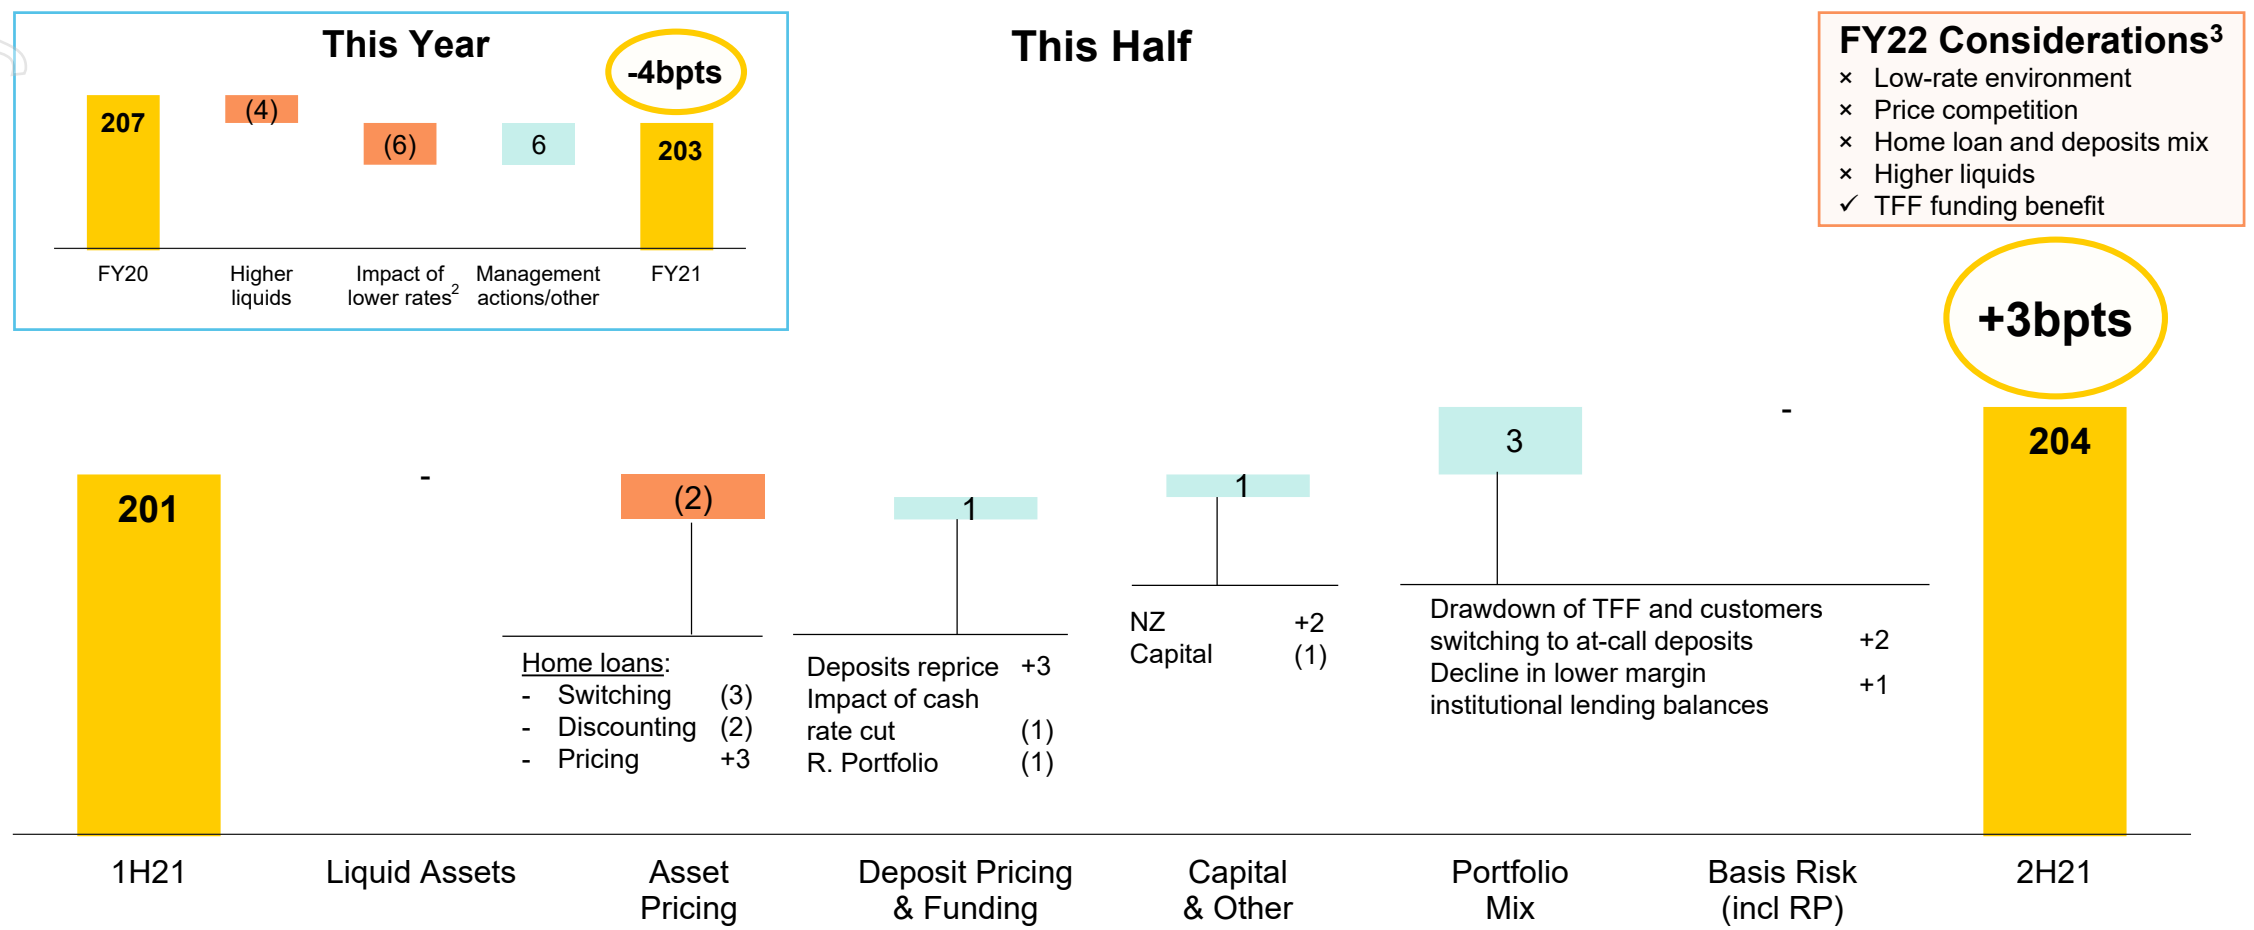 This Year
-4bpts
207
(4)
(6)
6
203
FY20
Higher
liquids
Impact of
lower rates2
Management
actions/other
FY21
This Half
FY22 Considerations3
× Low-rate environment
× Price competition
× Home loan and deposits mix
× Higher liquids
✓ TFF funding benefit
+3bpts
201
-
(2)
1
1
3
-
204
Home loans:
- Switching (3)
- Discounting (2)
- Pricing +3
Deposits reprice +3
Impact of cash
rate cut (1)
R. Portfolio (1)
NZ +2
Capital (1)
Drawdown of TFF and customers
switching to at-call deposits +2
Decline in lower margin
institutional lending balances +1
1H21
Liquid Assets
Asset
Pricing
Deposit Pricing
& Funding
Capital
& Other
Portfolio
Mix
Basis Risk
(incl RP)
2H21